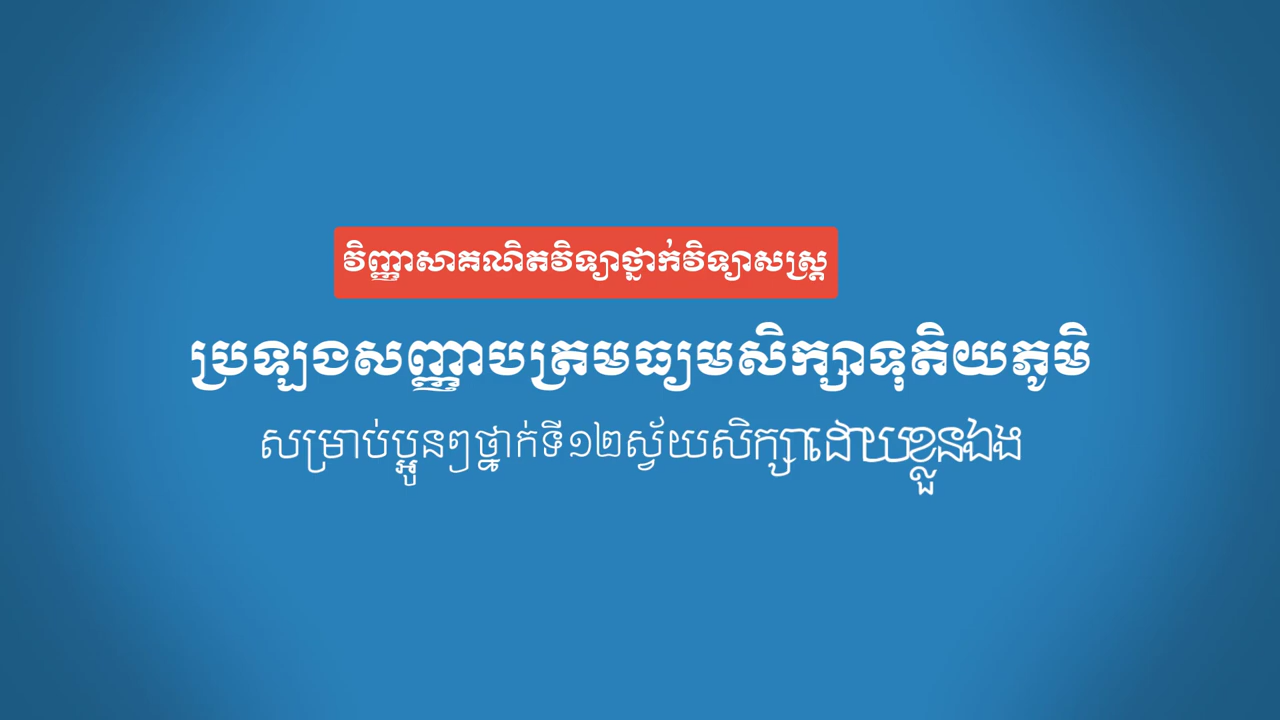 វិញ្ញាសាគណិតវិទ្យាថ្នាក់វិទ្យាសស្ត្រ
ប្រឡងសញ្ញាបត្រមធ្យមសិក្សាទុតិយភូមិ
សម្រាប់ប្អូនៗថ្នាក់ទី១២ស្វ័យសិក្សាដោយខ្លួនឯង